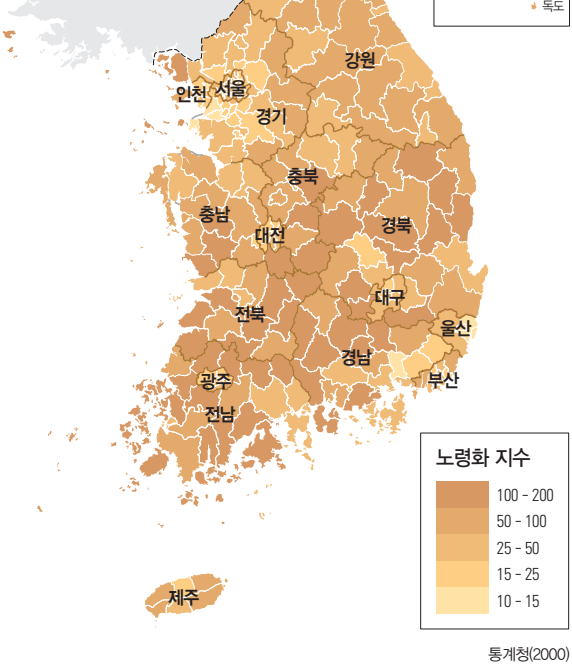 독도
강원
서울
인천
경기
충북
충남
경북
대전
대구
전북
울산
경남
광주
부산
전남
노령화 지수
100 - 200
50 - 100
25 - 50
15 - 25
10 - 15
제주
통계청(2000)